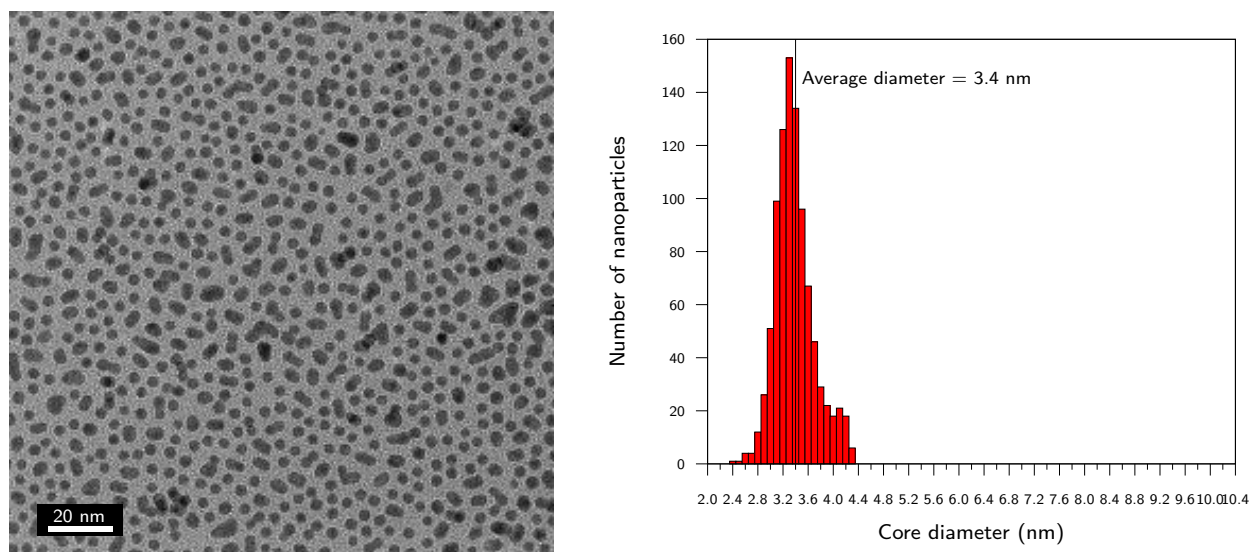 20 nm
160
Average diameter = 3.4 nm
140
120
100
80
60
40
20
0
Number of nanoparticles
2.0 2.4 2.8 3.2 3.6 4.0 4.4 4.8 5.2 5.6 6.0 6.4 6.8 7.2 7.6 8.0 8.4 8.8 9.2 9.6 10.0 10.4
Core diameter (nm)